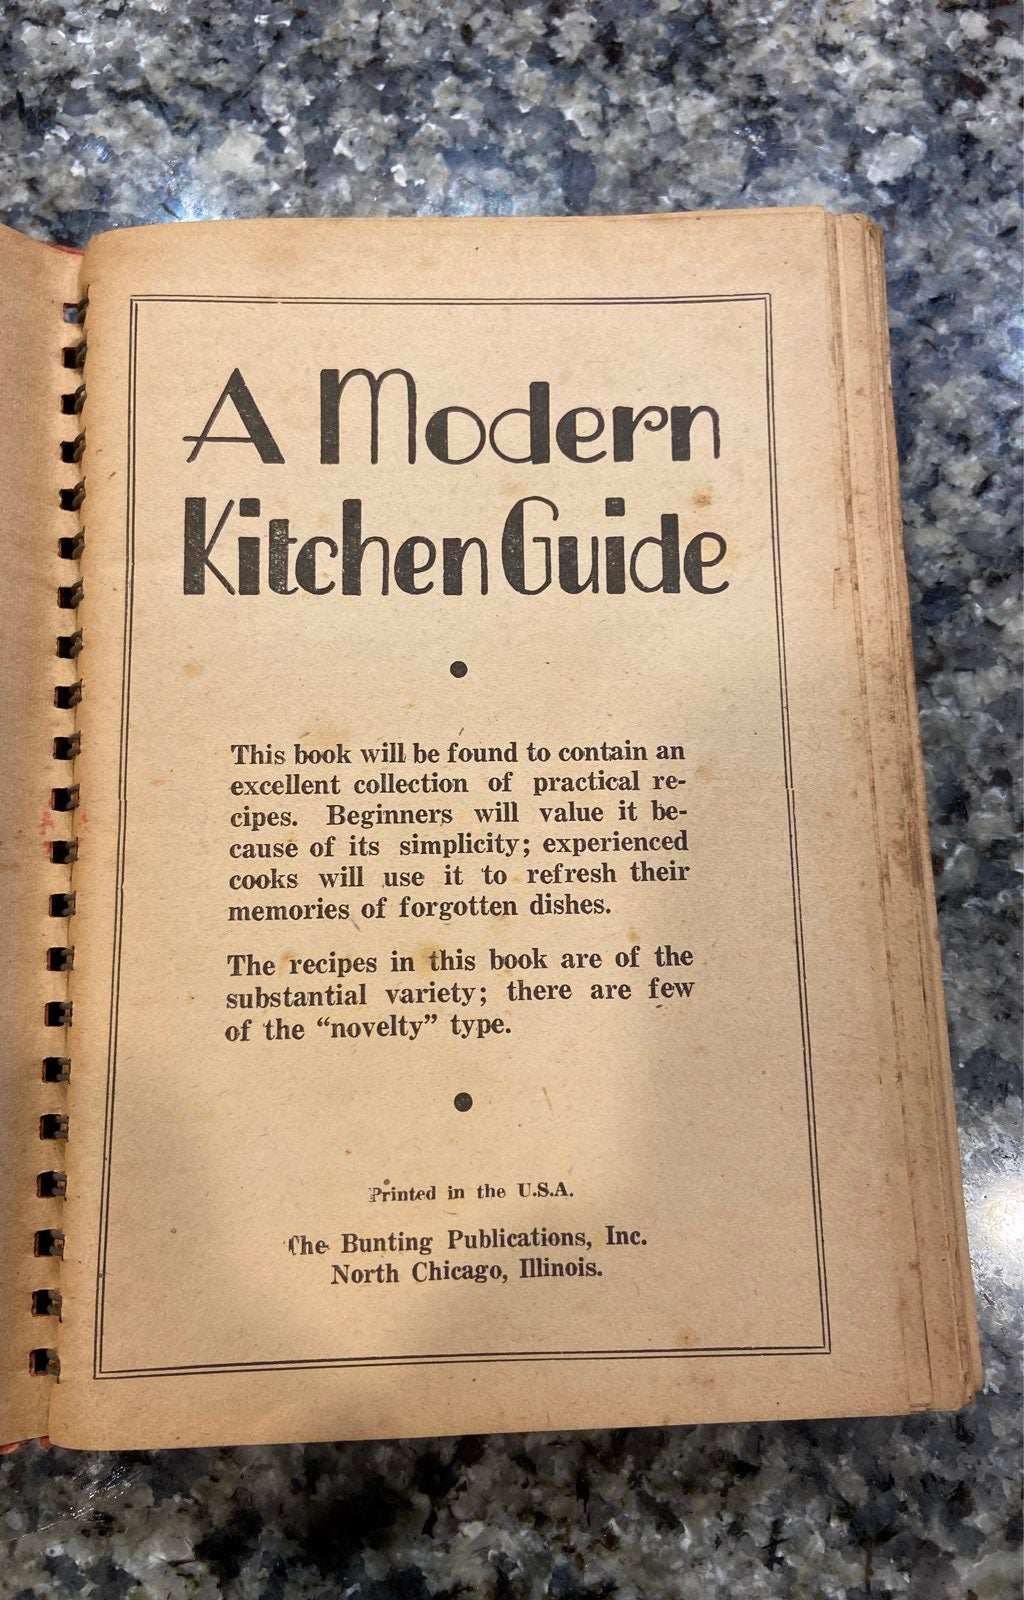 A Modern
Kitchen Guide
This book will be found to contain an
excellent collection of practical re-
cipes. Beginners will value it be-
cause of its simplicity; experienced
cooks will use it to refresh their
memories of forgotten dishes.
The recipes in this book are of the
substantial variety; there are few
of the “novelty” type.
Printed in the U.S.A.
The Bunting Publications, Inc.
North Chicago, Illinois.